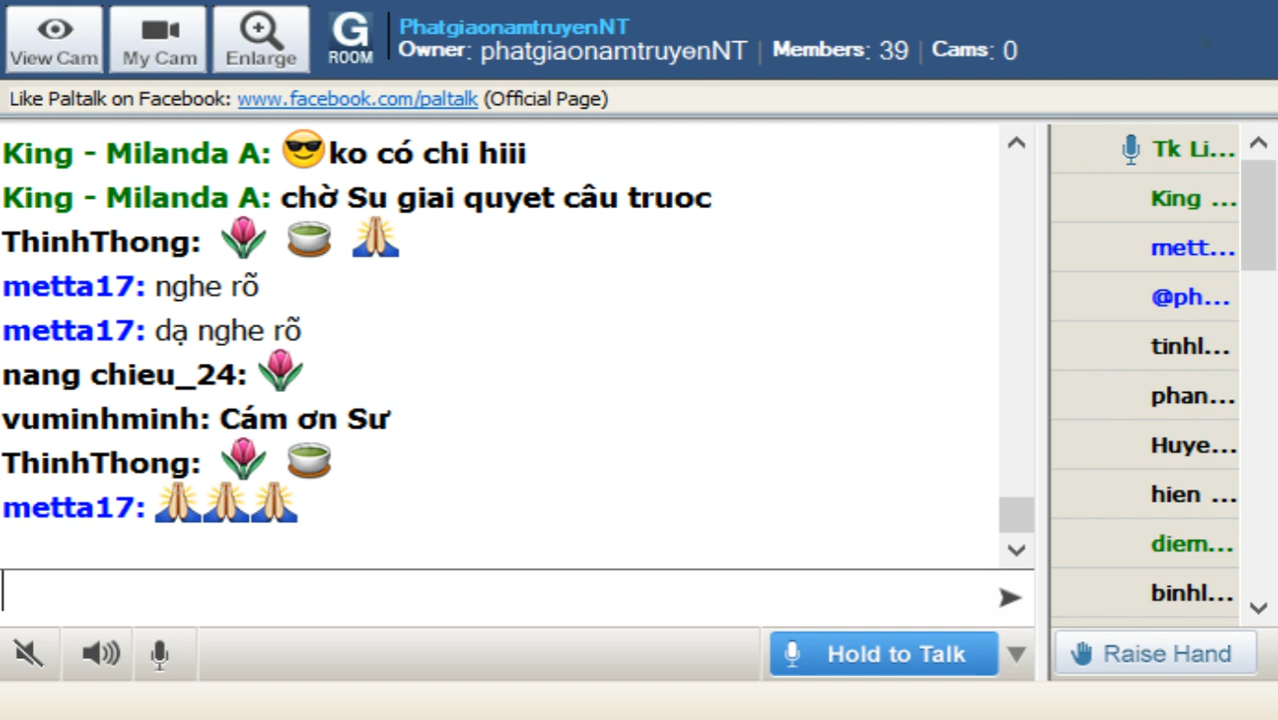 View Cam
My Cam
Enlarge
G
ROOM
PhatgiaonamtruyenNT
Owner: phatgiaonamtruyenNT | Members: 39 | Cams: 0
Like Paltalk on Facebook: www.facebook.com/paltalk (Official Page)
King - Milanda A: ko có chi hiii
King - Milanda A: chờ Su giai quyet câu truoc
ThinhThong:
metta17: nghe rõ
metta17: dạ nghe rõ
nang chieu_24:
vuminhminh: Cám ơn Sư
ThinhThong:
metta17:
Tk Li...
King ...
mett...
@ph...
tinhl...
phan...
Huye...
hien ...
diem...
binhl...
Hold to Talk
Raise Hand